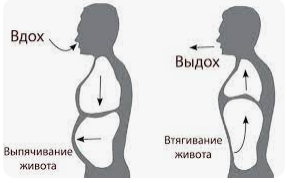 Вдох
Выпячивание
живота
Выдох
Втягивание
живота